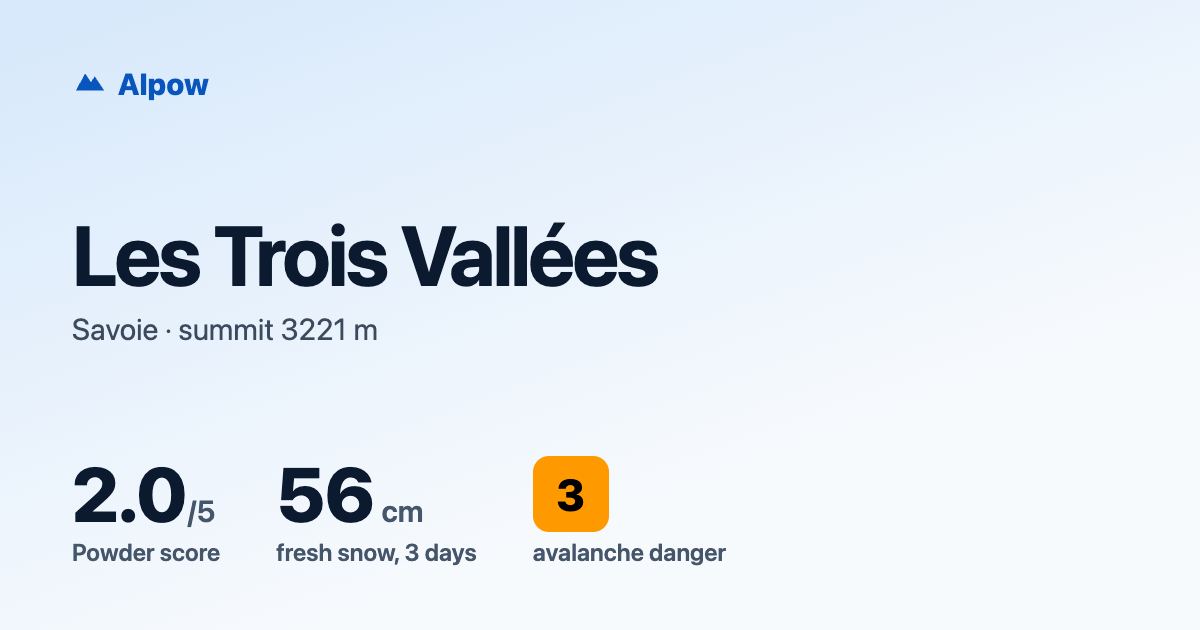 Alpow
Les Trois Vallées
Savoie · summit 3221 m
2.0/5 56 cm 3
Powder score fresh snow, 3 days avalanche danger